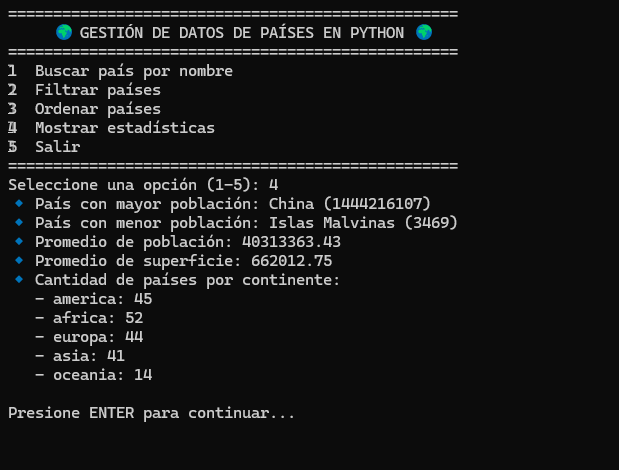 ==================================================
🌍 GESTIÓN DE DATOS DE PAÍSES EN PYTHON 🌍
==================================================
1 Buscar país por nombre
2 Filtrar países
3 Ordenar países
4 Mostrar estadísticas
5 Salir
==================================================
Seleccione una opción (1-5): 4
🔹 País con mayor población: China (1444216107)
🔹 País con menor población: Islas Malvinas (3469)
🔹 Promedio de población: 40313363.43
🔹 Promedio de superficie: 662012.75
🔹 Cantidad de países por continente:
- america: 45
- africa: 52
- europa: 44
- asia: 41
- oceania: 14
Presione ENTER para continuar...